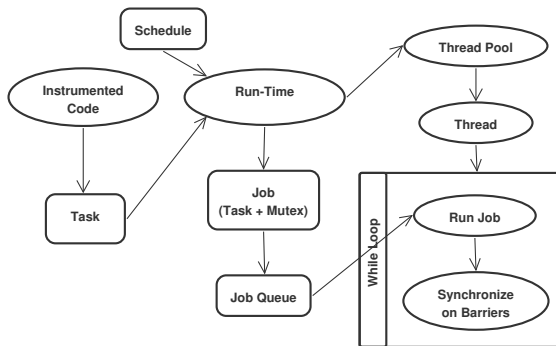 Schedule
Thread Pool
Instrumented
Code
Run-Time
Thread
Job
(Task + Mutex)
Task
Run Job
While Loop
Job Queue
Synchronize
on Barriers